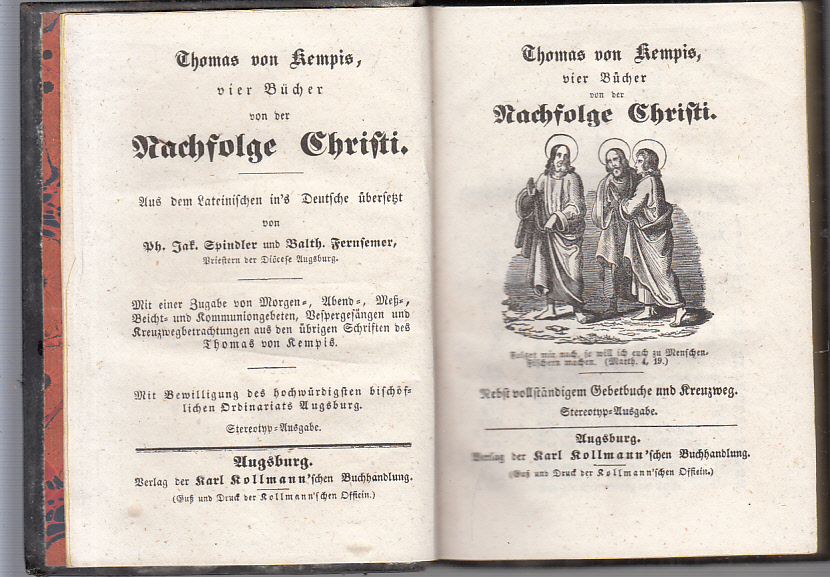 Thomas von Kempis,
vier Bücher
von der
Nachfolge Christi.
Aus dem Lateinischen in's Deutsche übersetzt
von
Ph. Jak. Spindler und Balth. Fernsemer,
Priestern der Diöcese Augsburg.
Mit einer Zugabe von Morgen-, Abend-, Meß-,
Beicht- und Kommuniongebeten, Vespergesängen und
Kreuzwegbetrachtungen aus den übrigen Schriften des
Thomas von Kempis.
Mit Bewilligung des hochwürdigsten bischöf-
lichen Ordinariats Augsburg.
Stereotyp-Ausgabe.
Augsburg.
Verlag der Karl Kollmann'schen Buchhandlung.
(Guß und Druck der Kollmann'schen Offiein.)
Thomas von Kempis,
vier Bücher
von der
Nachfolge Christi.
Folget mir nach, so will ich euch zu Menschen-
Fischern machen. (Matth. 4, 19.)
Nebst vollständigem Gebetbuche und Kreuzweg.
Stereotyp-Ausgabe.
Augsburg.
Verlag der Karl Kollmann'schen Buchhandlung.
(Guß und Druck der Kollmann'schen Offiein.)